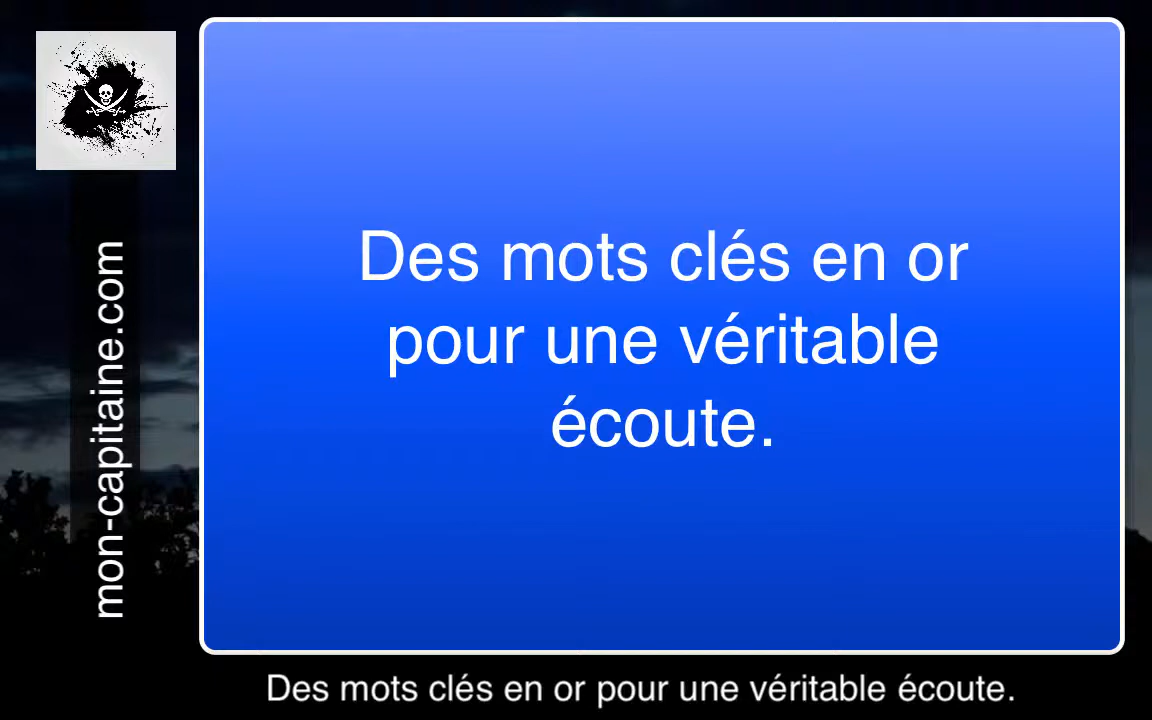 Des mots clés en or
pour une véritable
écoute.
mon-capitaine.com
Des mots clés en or pour une véritable écoute.